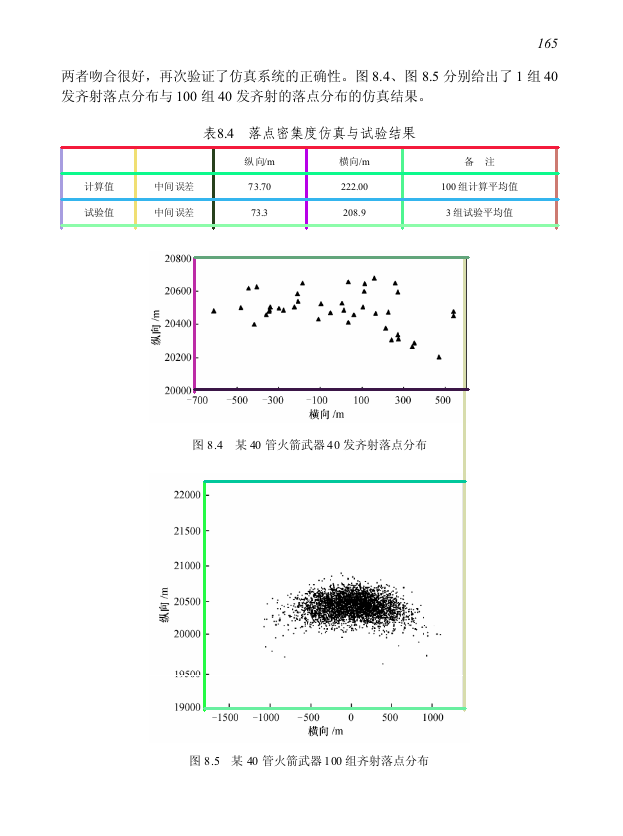 165
两者吻合很好，再次验证了仿真系统的正确性。图 8.4、图 8.5 分别给出了 1 组 40
发齐射落点分布与 100 组 40 发齐射的落点分布的仿真结果。
表8.4 落点密集度仿真与试验结果
纵向/m 横向/m 备 注
计算值 中间误差 73.70 222.00 100 组计算平均值
试验值 中间误差 73.3 208.9 3 组试验平均值
20800
20600
20400
20200
20000
纵向 /m
−700 −500 −300 −100 100 300 500
横向 /m
图 8.4 某 40 管火箭武器 40 发齐射落点分布
22000
21500
21000
20500
20000
19500
19000
纵向 /m
−1500 −1000 −500 0 500 1000
横向 /m
图 8.5 某 40 管火箭武器 100 组齐射落点分布